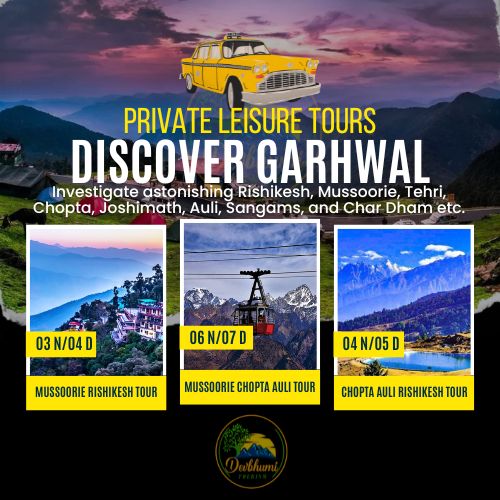 PRIVATE LEISURE TOURS
DISCOVER GARHWAL
Investigate astonishing Rishikesh, Mussoorie, Tehri,
Chopta, Joshimath, Auli, Sangams, and Char Dham etc.
03 N/04 D
MUSSOORIE RISHIKESH TOUR
06 N/07 D
MUSSOORIE CHOPTA AULI TOUR
04 N/05 D
CHOPTA AULI RISHIKESH TOUR
Devbhumi
TOURISM